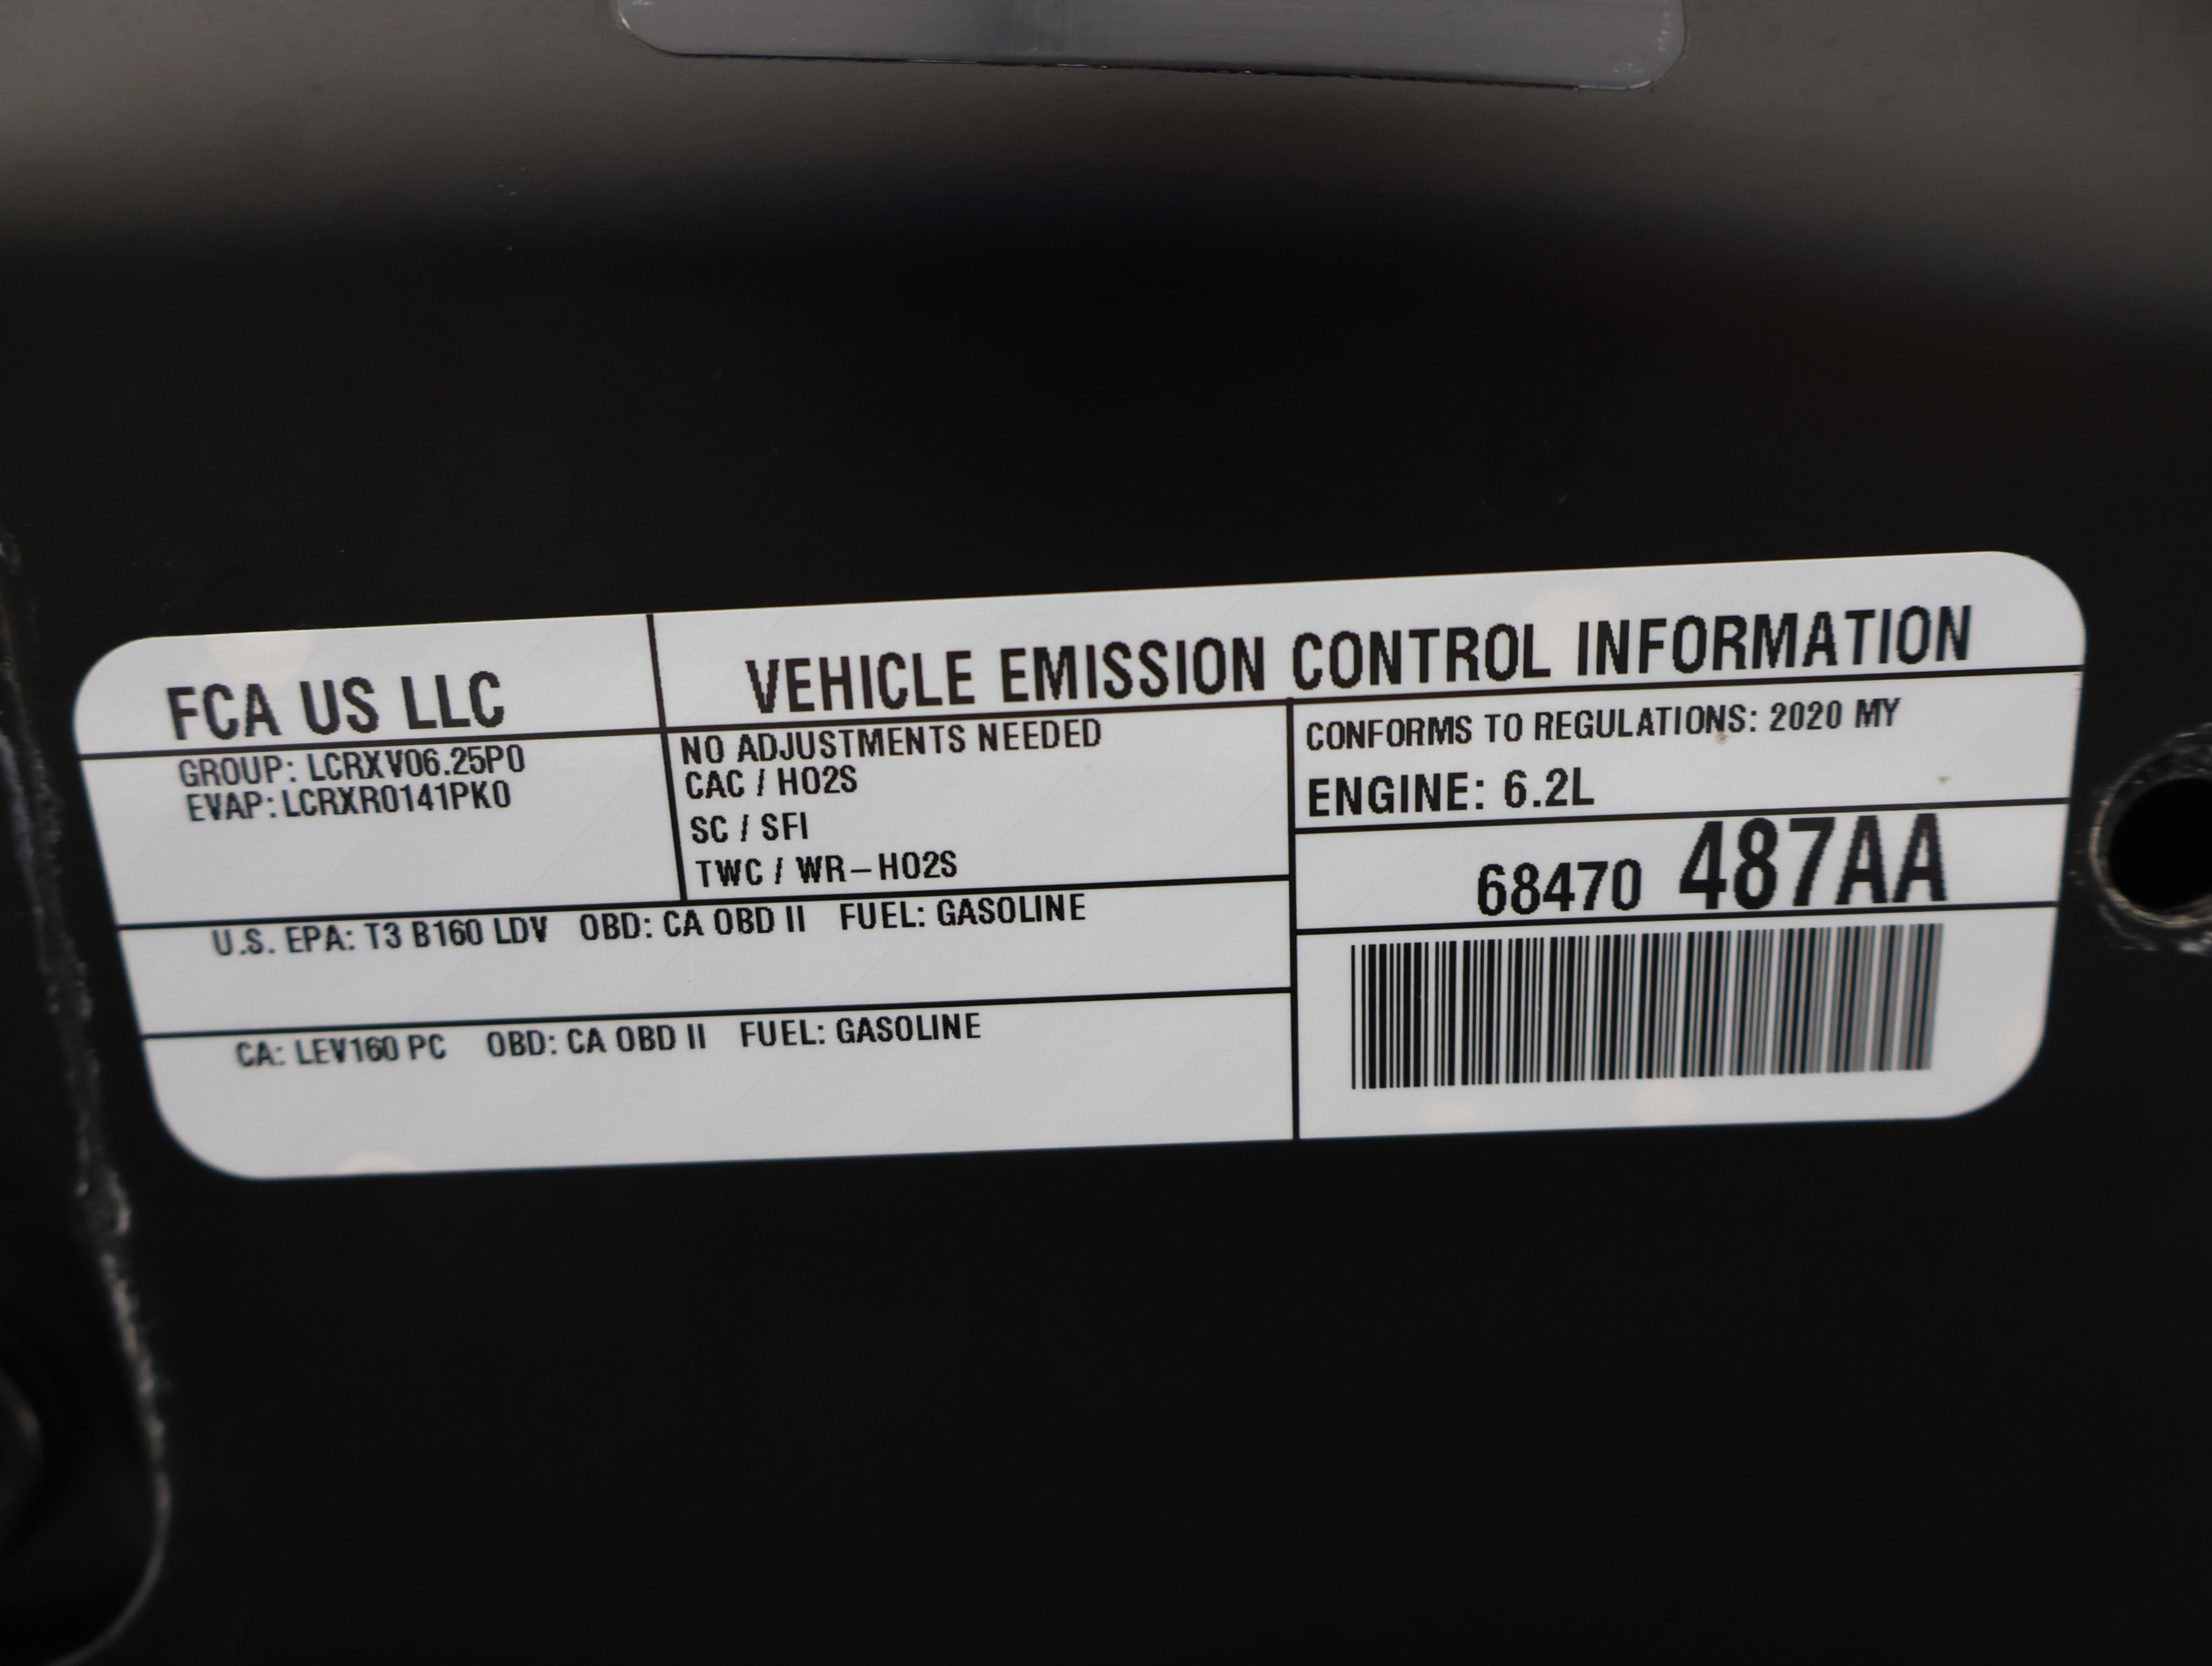 FCA US LLC
VEHICLE EMISSION CONTROL INFORMATION
GROUP: LCRXV06.25P0
EVAP: LCRXR0141PK0
NO ADJUSTMENTS NEEDED
CAC / HO2S
SC / SFI
TWC / WR-HO2S
CONFORMS TO REGULATIONS: 2020 MY
ENGINE: 6.2L
68470 487AA
U.S. EPA: T3 B160 LDV OBD: CA OBD II FUEL: GASOLINE
CA: LEV160 PC OBD: CA OBD II FUEL: GASOLINE